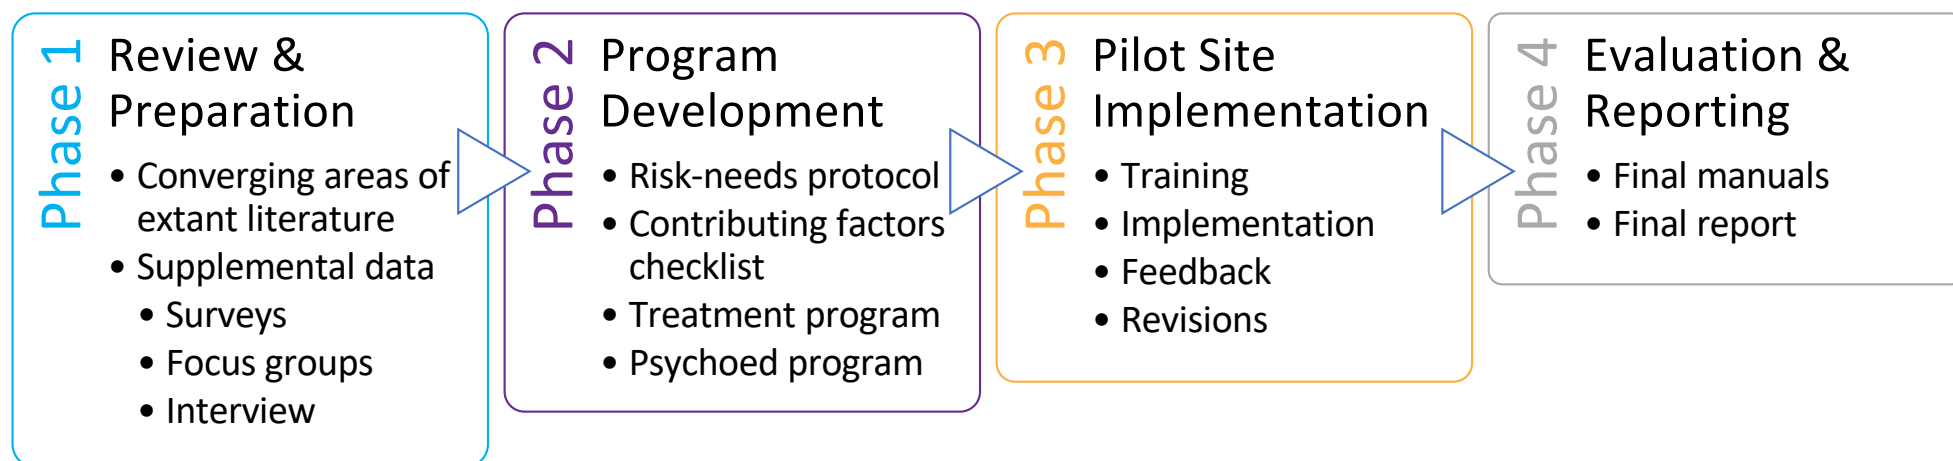 Phase 1
Review &
Preparation
• Converging areas of
extant literature
• Supplemental data
• Surveys
• Focus groups
• Interview
Phase 2
Program
Development
• Risk-needs protocol
• Contributing factors
checklist
• Treatment program
• Psychoed program
Phase 3
Pilot Site
Implementation
• Training
• Implementation
• Feedback
• Revisions
Phase 4
Evaluation &
Reporting
• Final manuals
• Final report